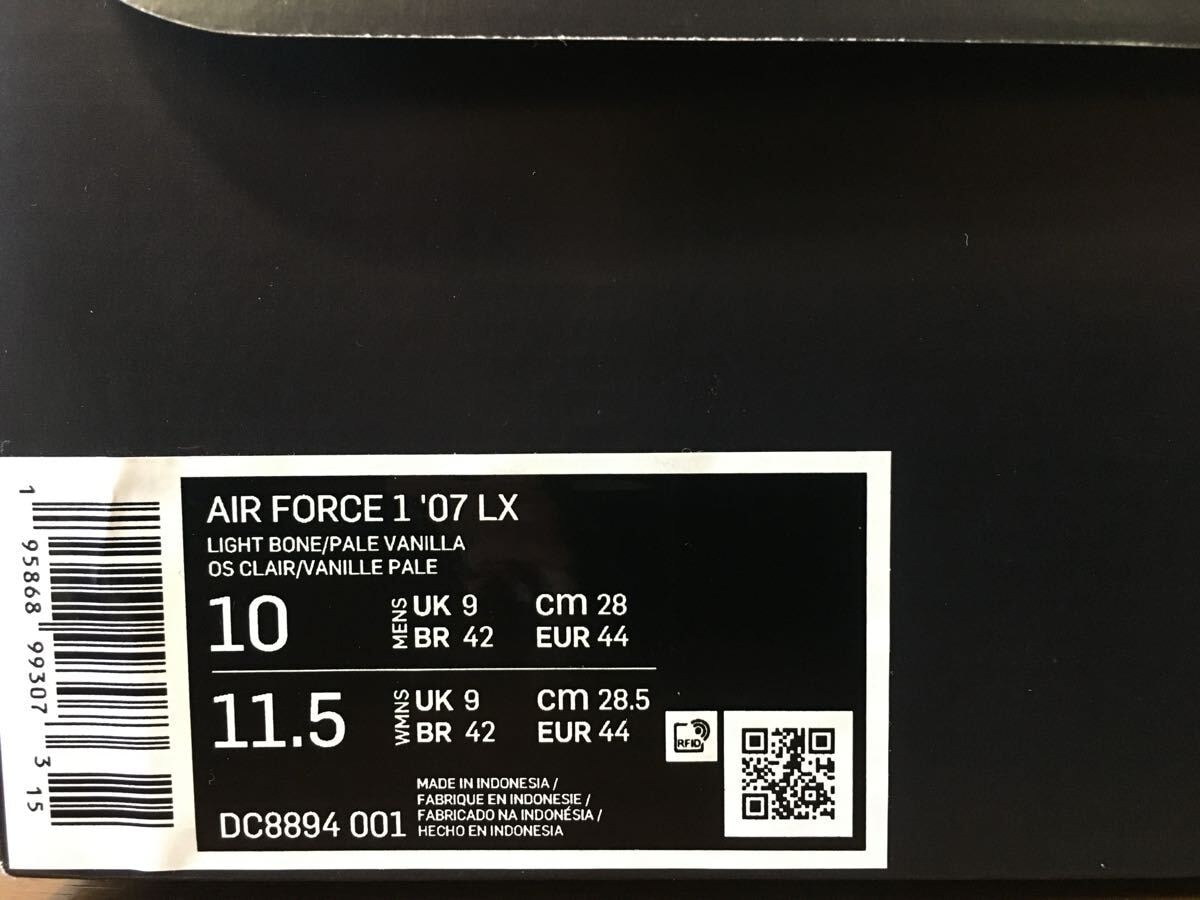 AIR FORCE 1 '07 LX
LIGHT BONE/PALE VANILLA
OS CLAIR/VANILLE PALE
10 MENS UK 9 cm 28
BR 42 EUR 44
11.5 WMNS UK 9 cm 28.5
BR 42 EUR 44
RFID
MADE IN INDONESIA /
FABRIQUE EN INDONESIE /
FABRICADO NA INDONÉSIA /
HECHO EN INDONESIA
DC8894 001
1 95868 99307 3 15